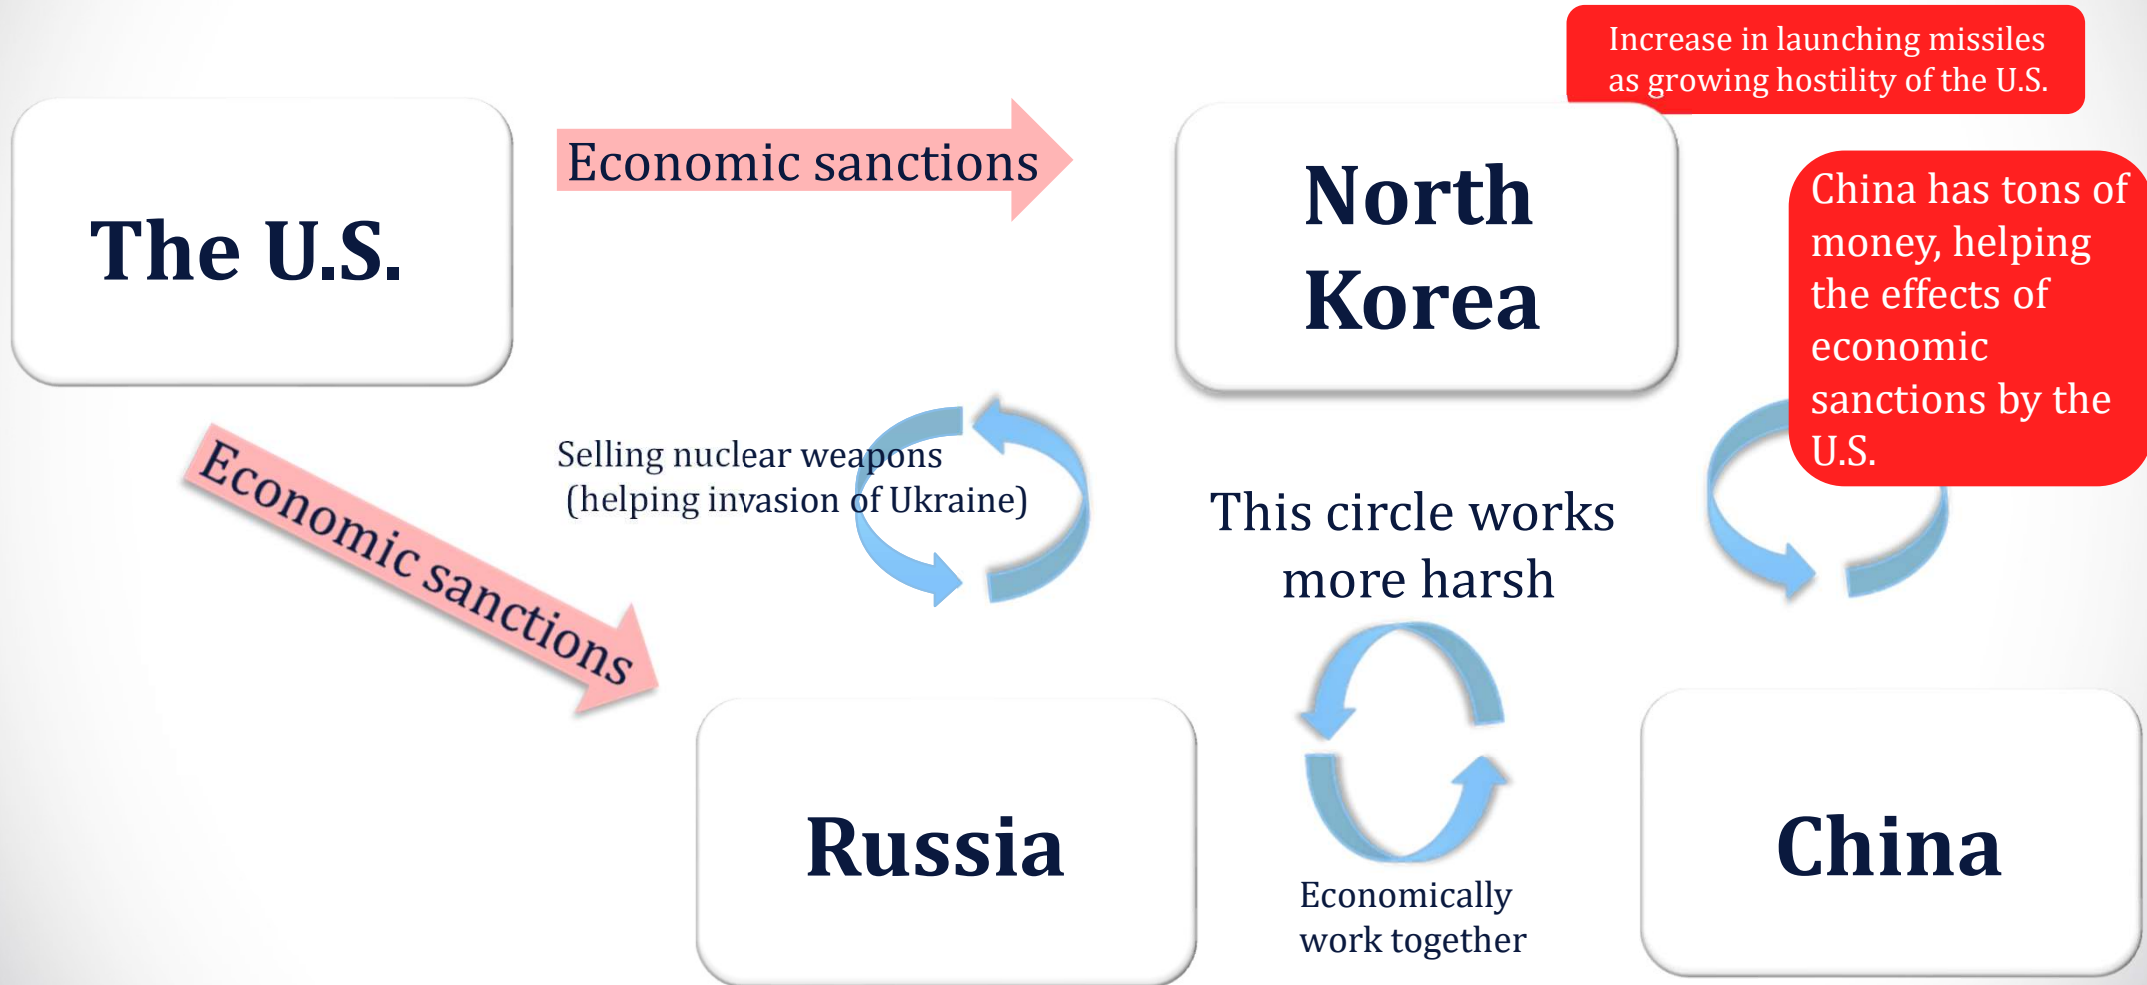 Increase in launching missiles
as growing hostility of the U.S.
The U.S.
Economic sanctions
North
Korea
China has tons of
money, helping
the effects of
economic
sanctions by the
U.S.
Economic sanctions
Selling nuclear weapons
(helping invasion of Ukraine)
This circle works
more harsh
Russia
Economically
work together
China